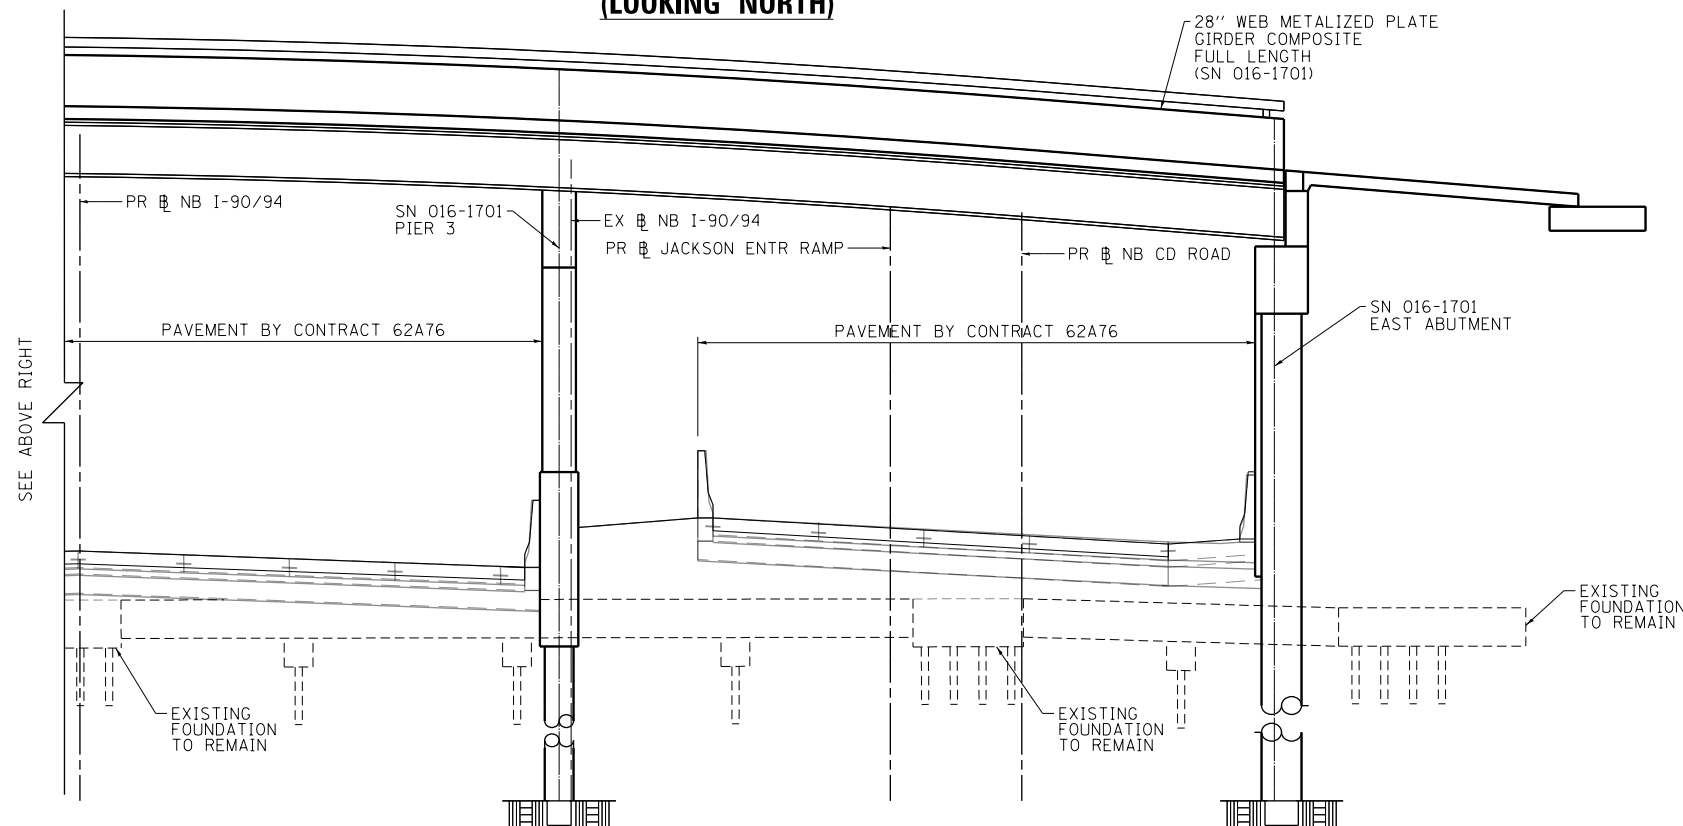 (LOOKING NORTH)
28" WEB METALIZED PLATE
GIRDER COMPOSITE
FULL LENGTH
(SN 016-1701)
PR ℄ NB I-90/94
SN 016-1701
PIER 3
EX ℄ NB I-90/94
PR ℄ JACKSON ENTR RAMP
PR ℄ NB CD ROAD
PAVEMENT BY CONTRACT 62A76
PAVEMENT BY CONTRACT 62A76
SN 016-1701
EAST ABUTMENT
SEE ABOVE RIGHT
EXISTING
FOUNDATION
TO REMAIN
EXISTING
FOUNDATION
TO REMAIN
EXISTING
FOUNDATION
TO REMAIN